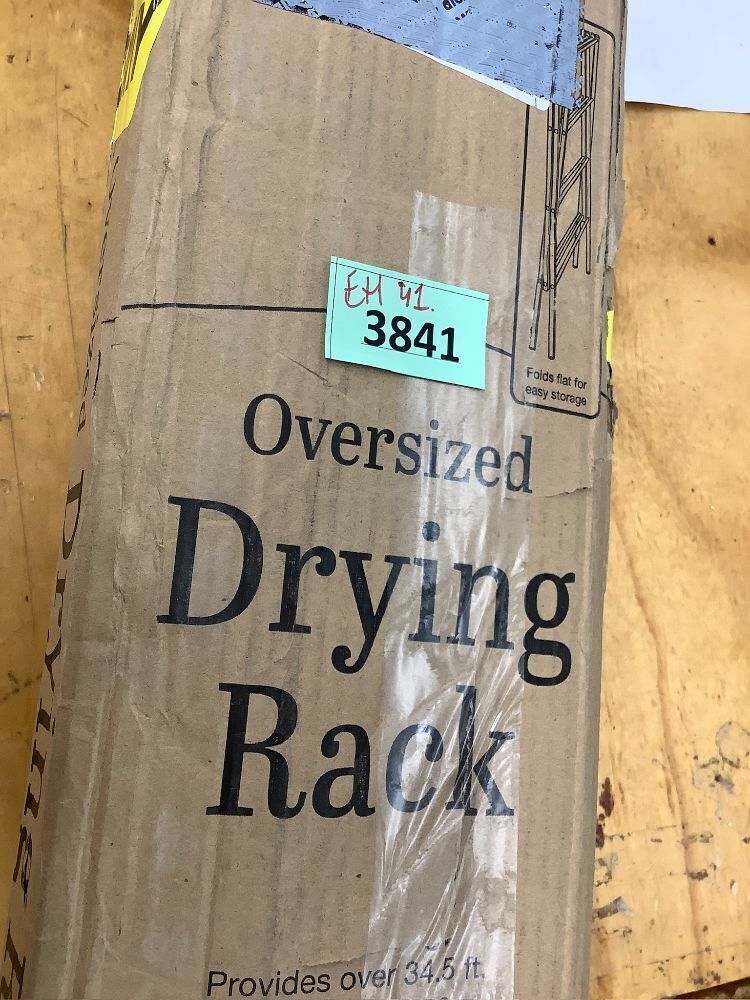 EH 41.
3841
Folds flat for
easy storage
Oversized
Drying
Rack
Provides over 34.5 ft.